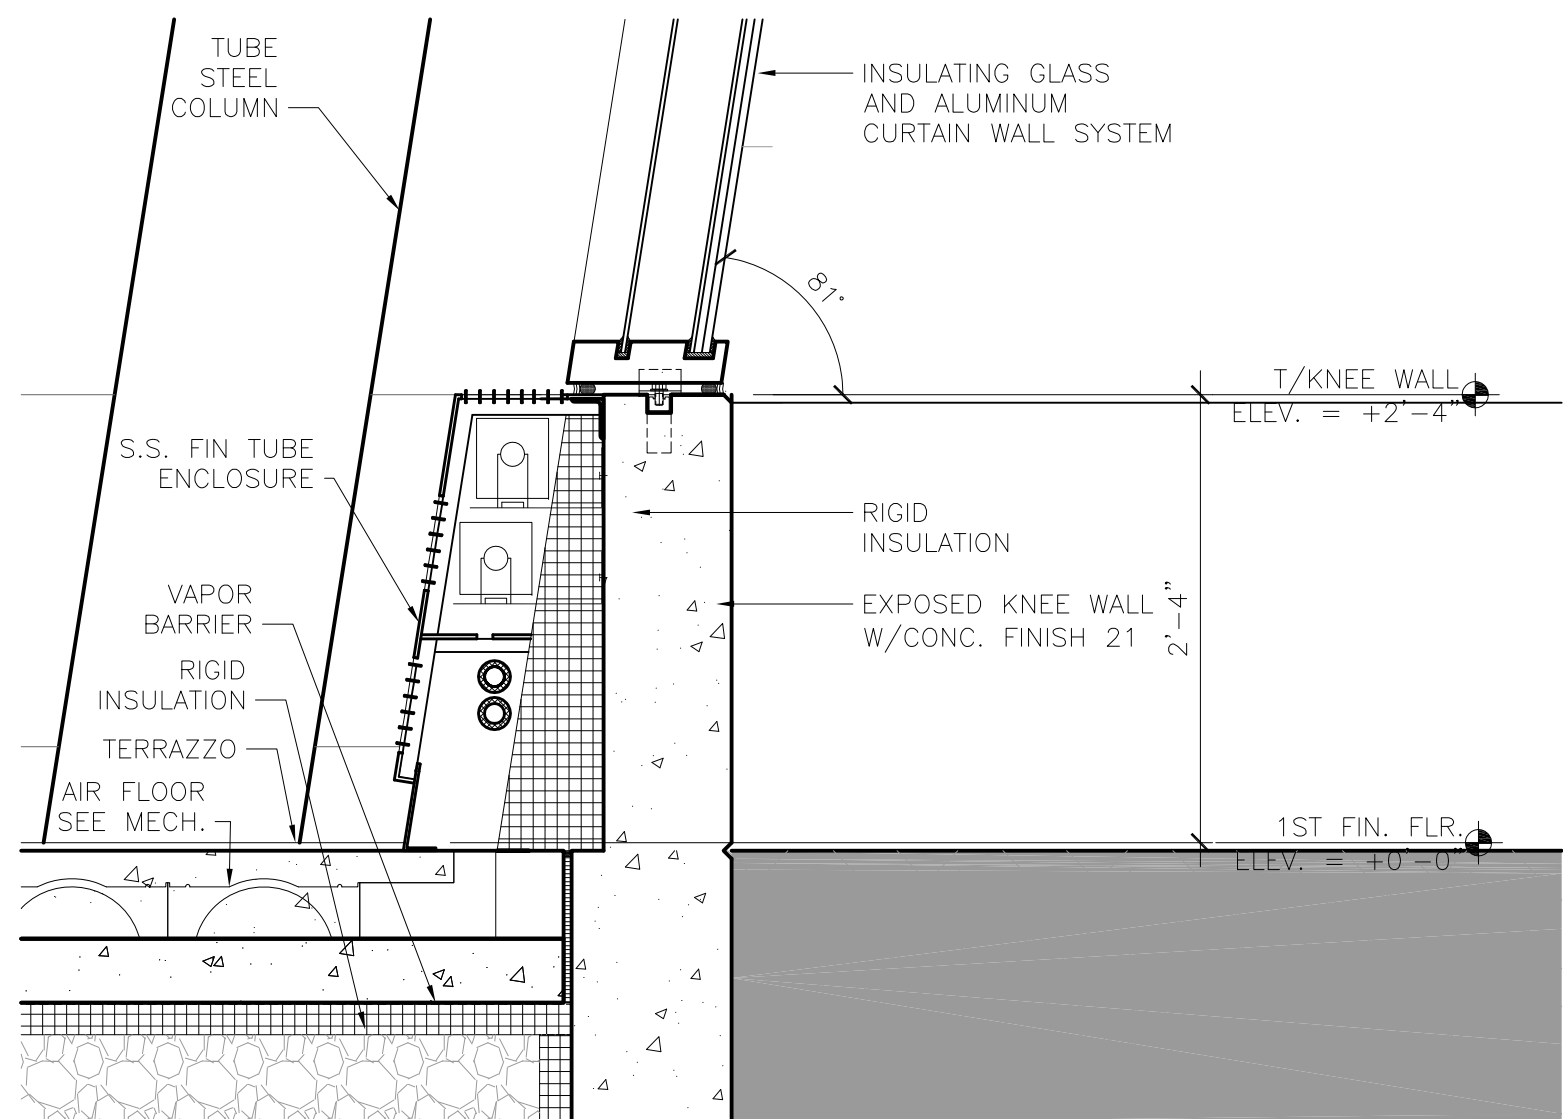 TUBE
STEEL
COLUMN
INSULATING GLASS
AND ALUMINUM
CURTAIN WALL SYSTEM
81°
T/KNEE WALL
ELEV. = +2'-4"
S.S. FIN TUBE
ENCLOSURE
RIGID
INSULATION
VAPOR
BARRIER
EXPOSED KNEE WALL
W/CONC. FINISH 21
2'-4"
RIGID
INSULATION
TERRAZZO
AIR FLOOR
SEE MECH.
1ST FIN. FLR.
ELEV. = +0'-0"